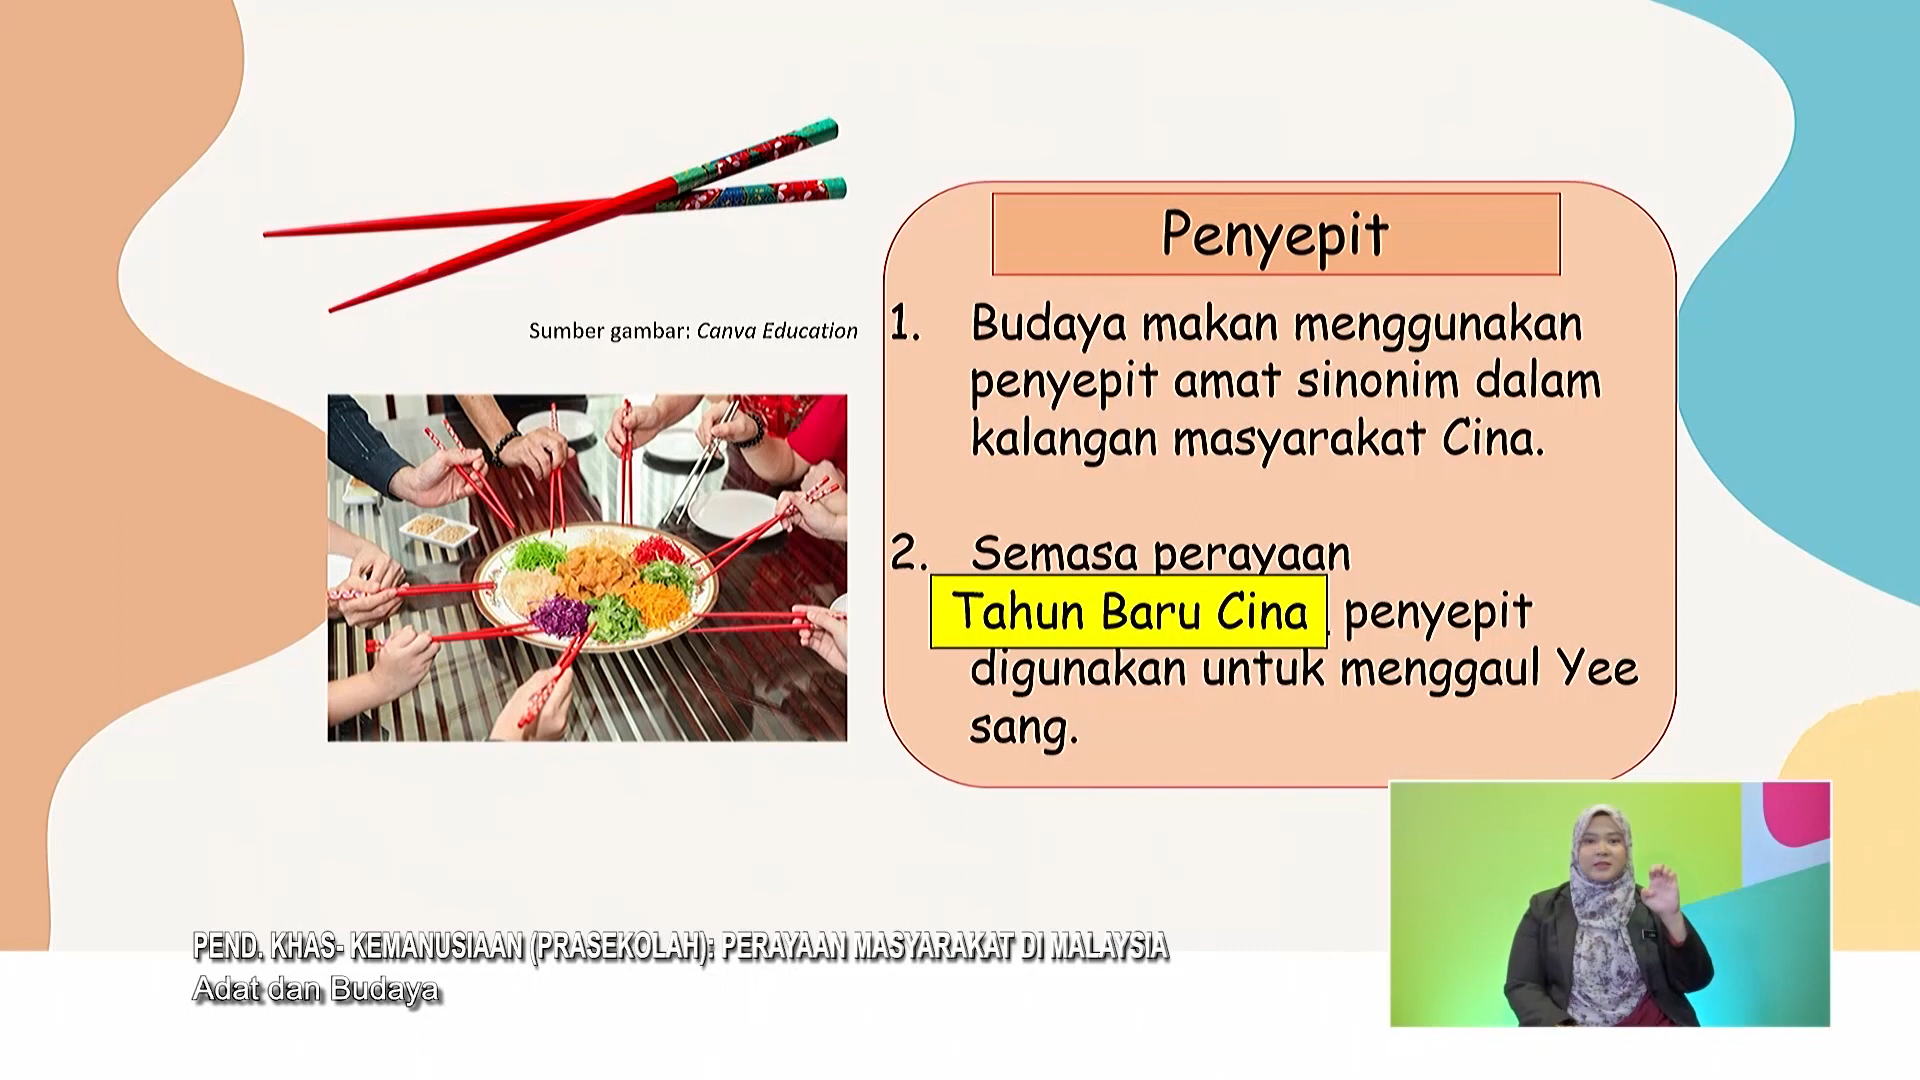 Penyepit
1. Budaya makan menggunakan
penyepit amat sinonim dalam
kalangan masyarakat Cina.
2. Semasa perayaan
Tahun Baru Cina penyepit
digunakan untuk menggaul Yee
sang.
Sumber gambar: Canva Education
PEND. KHAS- KEMANUSIAAN (PRASEKOLAH): PERAYAAN MASYARAKAT DI MALAYSIA
Adat dan Budaya